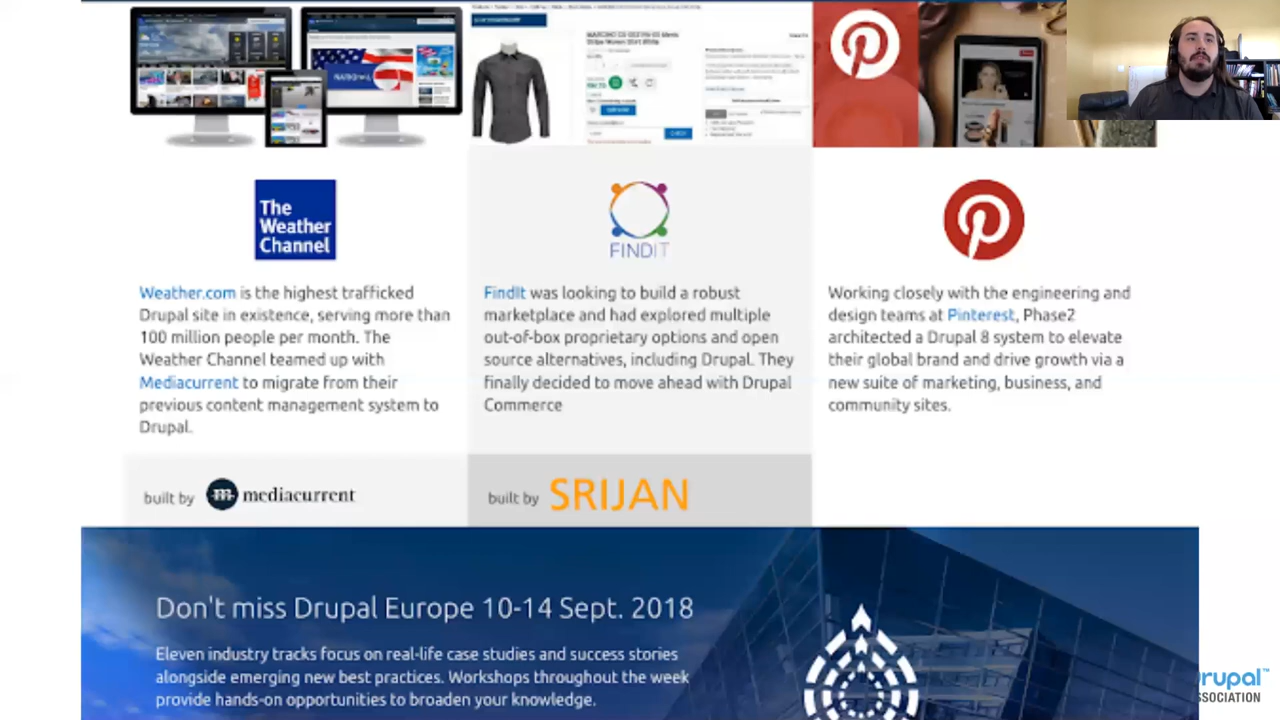 The
Weather
Channel
Weather.com is the highest trafficked
Drupal site in existence, serving more than
100 million people per month. The
Weather Channel teamed up with
Mediacurrent to migrate from their
previous content management system to
Drupal.
built by mediacurrent
FINDIT
FindIt was looking to build a robust
marketplace and had explored multiple
out-of-box proprietary options and open
source alternatives, including Drupal. They
finally decided to move ahead with Drupal
Commerce
built by SRIJAN
Working closely with the engineering and
design teams at Pinterest, Phase2
architected a Drupal 8 system to elevate
their global brand and drive growth via a
new suite of marketing, business, and
community sites.
Don't miss Drupal Europe 10-14 Sept. 2018
Eleven industry tracks focus on real-life case studies and success stories
alongside emerging new best practices. Workshops throughout the week
provide hands-on opportunities to broaden your knowledge.
rupal™
SSOCIATION